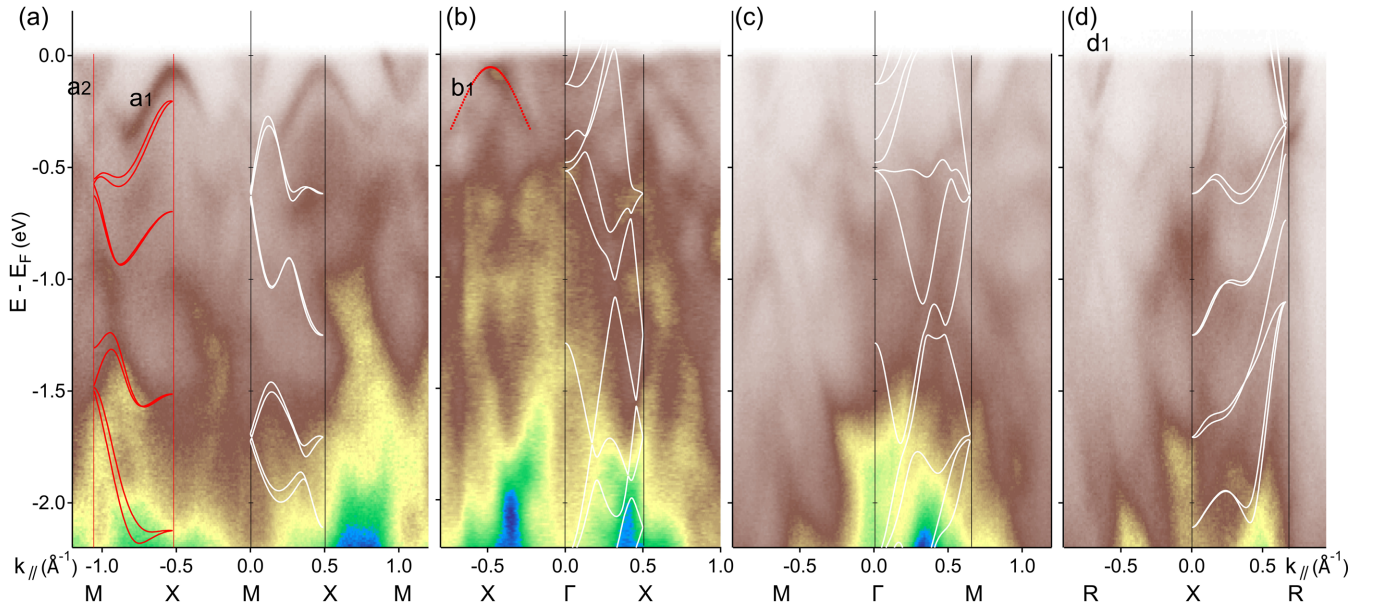 (a) (b) (c) (d)
a2 a1 b1 d1
E - E_F (eV)
0.0
-0.5
-1.0
-1.5
-2.0
k// (Å⁻¹) -1.0 -0.5 0.0 0.5 1.0 -0.5 0.0 0.5 1.0 0.0 0.5 1.0 -0.5 0.0 0.5 k// (Å⁻¹)
M X M X M X Γ X M Γ M R X R